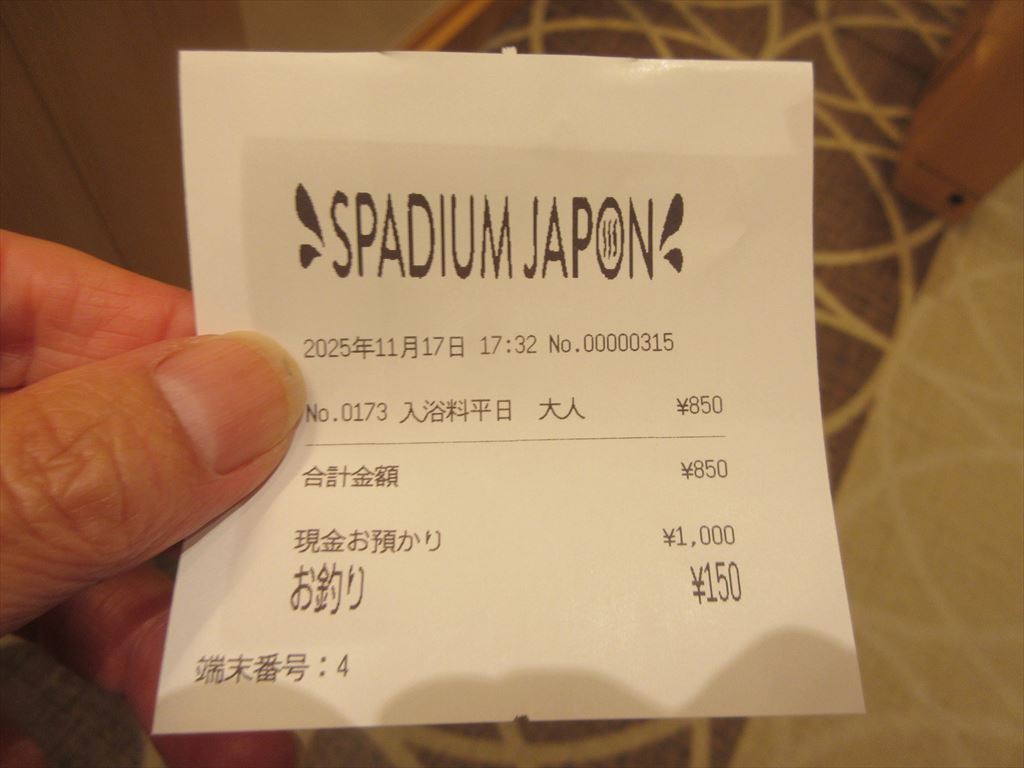 SPADIUM JAPON
2025年11月17日 17:32 No.00000315
No.0173 入浴料平日 大人 ¥850
合計金額 ¥850
現金お預かり ¥1,000
お釣り ¥150
端末番号：4